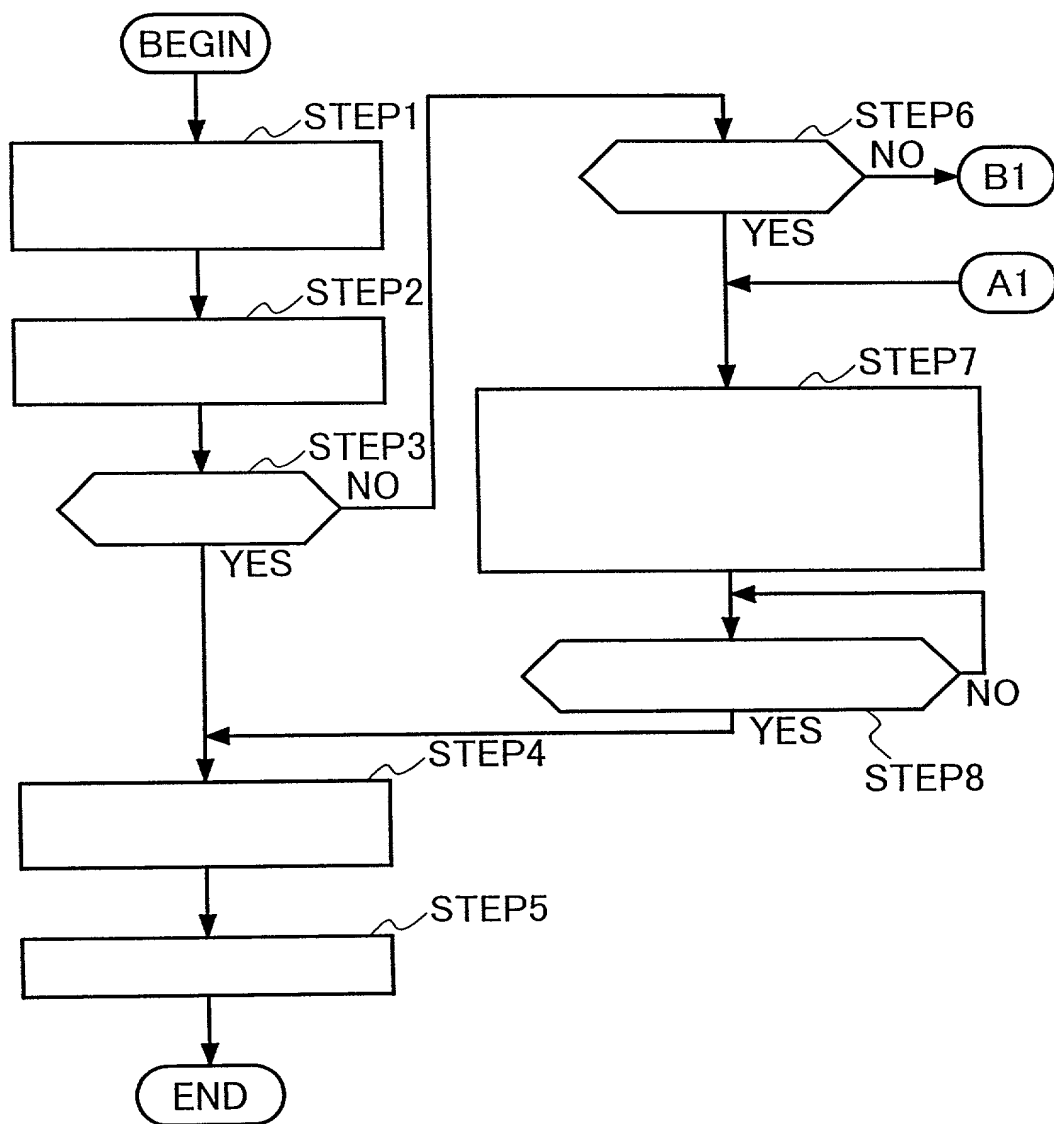 BEGIN
STEP1
STEP2
STEP3
NO
YES
STEP4
STEP5
END
STEP6
NO
B1
YES
A1
STEP7
NO
YES
STEP8